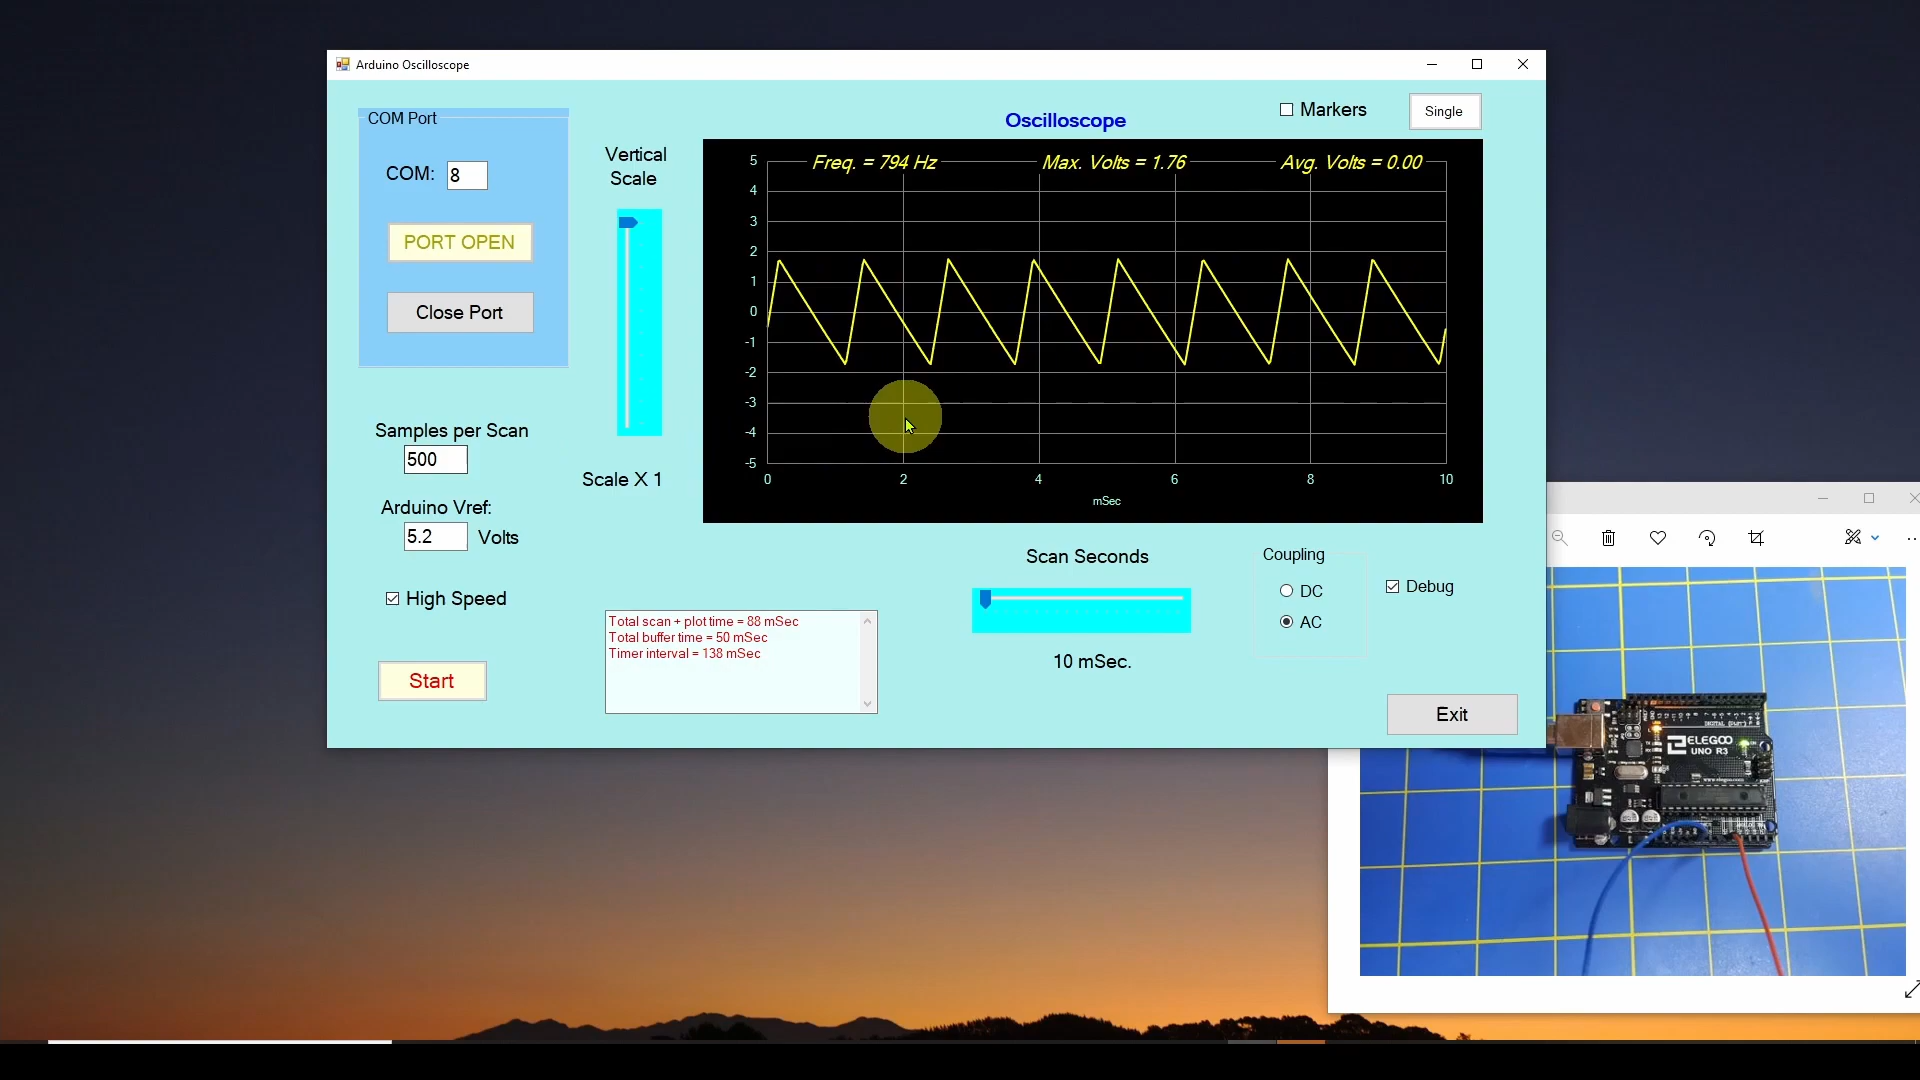 Arduino Oscilloscope
COM Port
COM: 8
PORT OPEN
Close Port
Vertical
Scale
Scale X 1
Oscilloscope
Markers
Single
Freq. = 794 Hz
Max. Volts = 1.76
Avg. Volts = 0.00
5
4
3
2
1
0
-1
-2
-3
-4
-5
0 2 4 6 8 10
mSec
Samples per Scan
500
Arduino Vref:
5.2 Volts
High Speed
Start
Total scan + plot time = 88 mSec
Total buffer time = 50 mSec
Timer interval = 138 mSec
Scan Seconds
10 mSec.
Coupling
DC
AC
Debug
Exit
ELEGOO
UNO R3